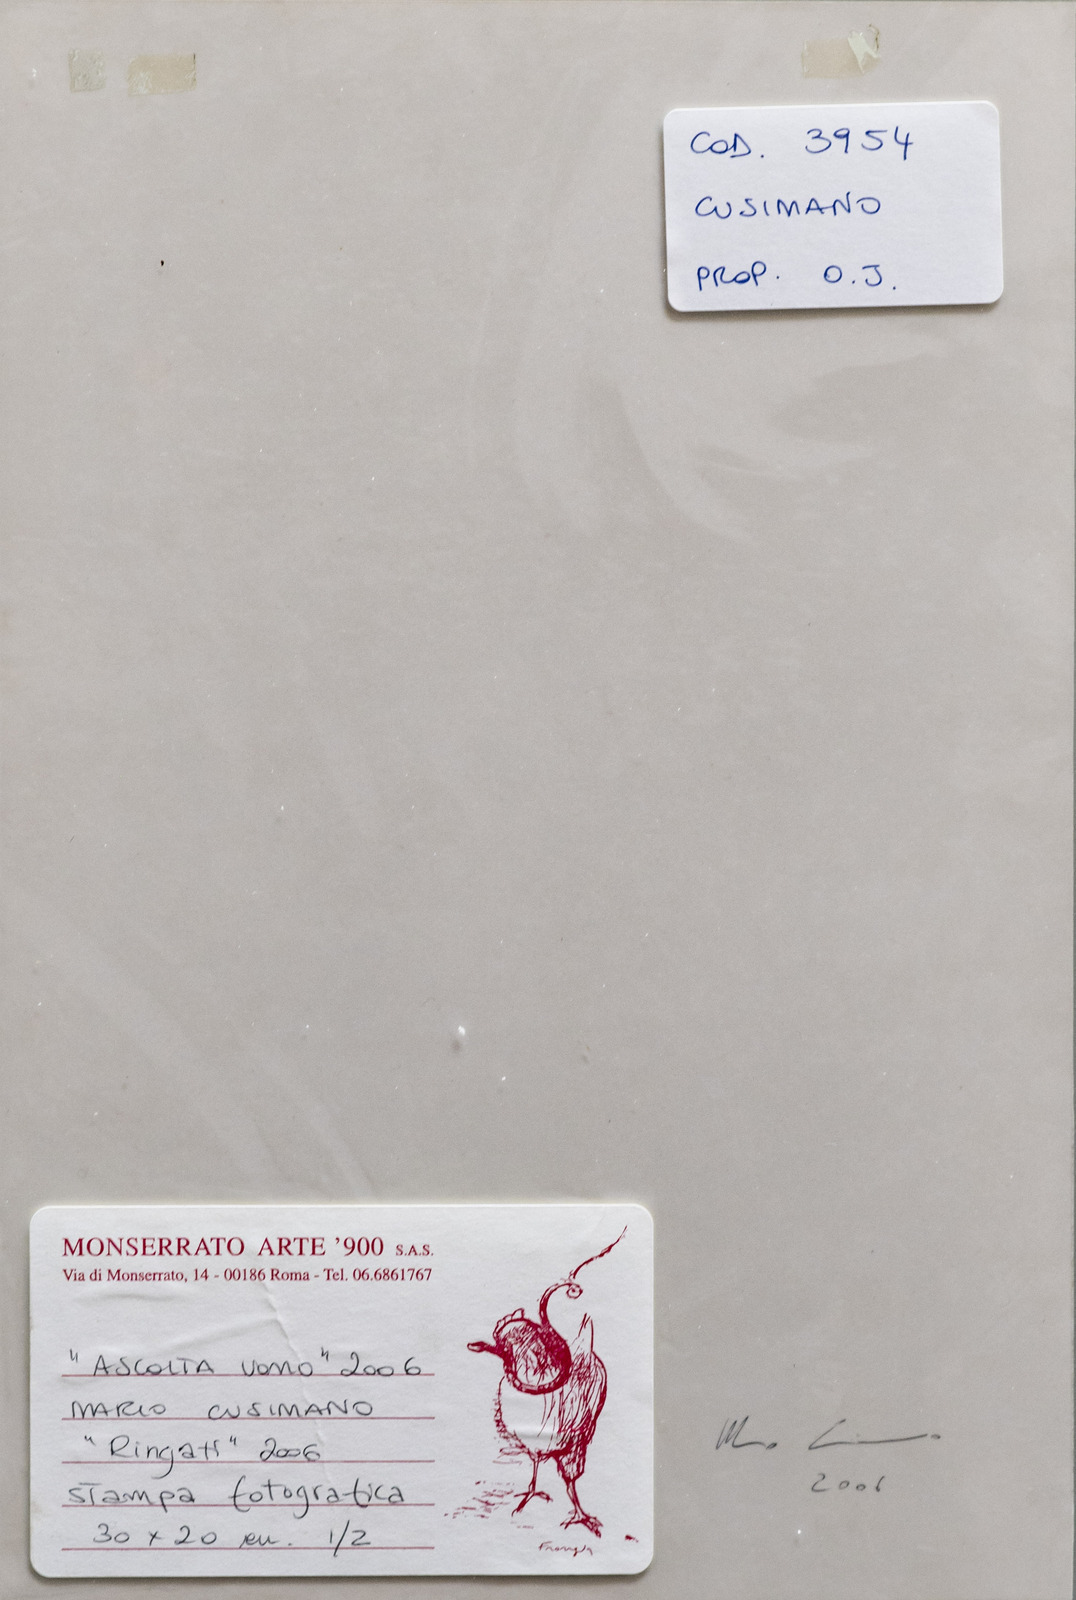 COD. 3954
CUSIMANO
PROP. O.J.
MONSERRATO ARTE '900 S.A.S.
Via di Monserrato, 14 - 00186 Roma - Tel. 06.6861767
"ASCOLTA UOMO" 2006
MARIO CUSIMANO
"Ringati" 2006
stampa fotografica
30 x 20 cm. 1/2
2006